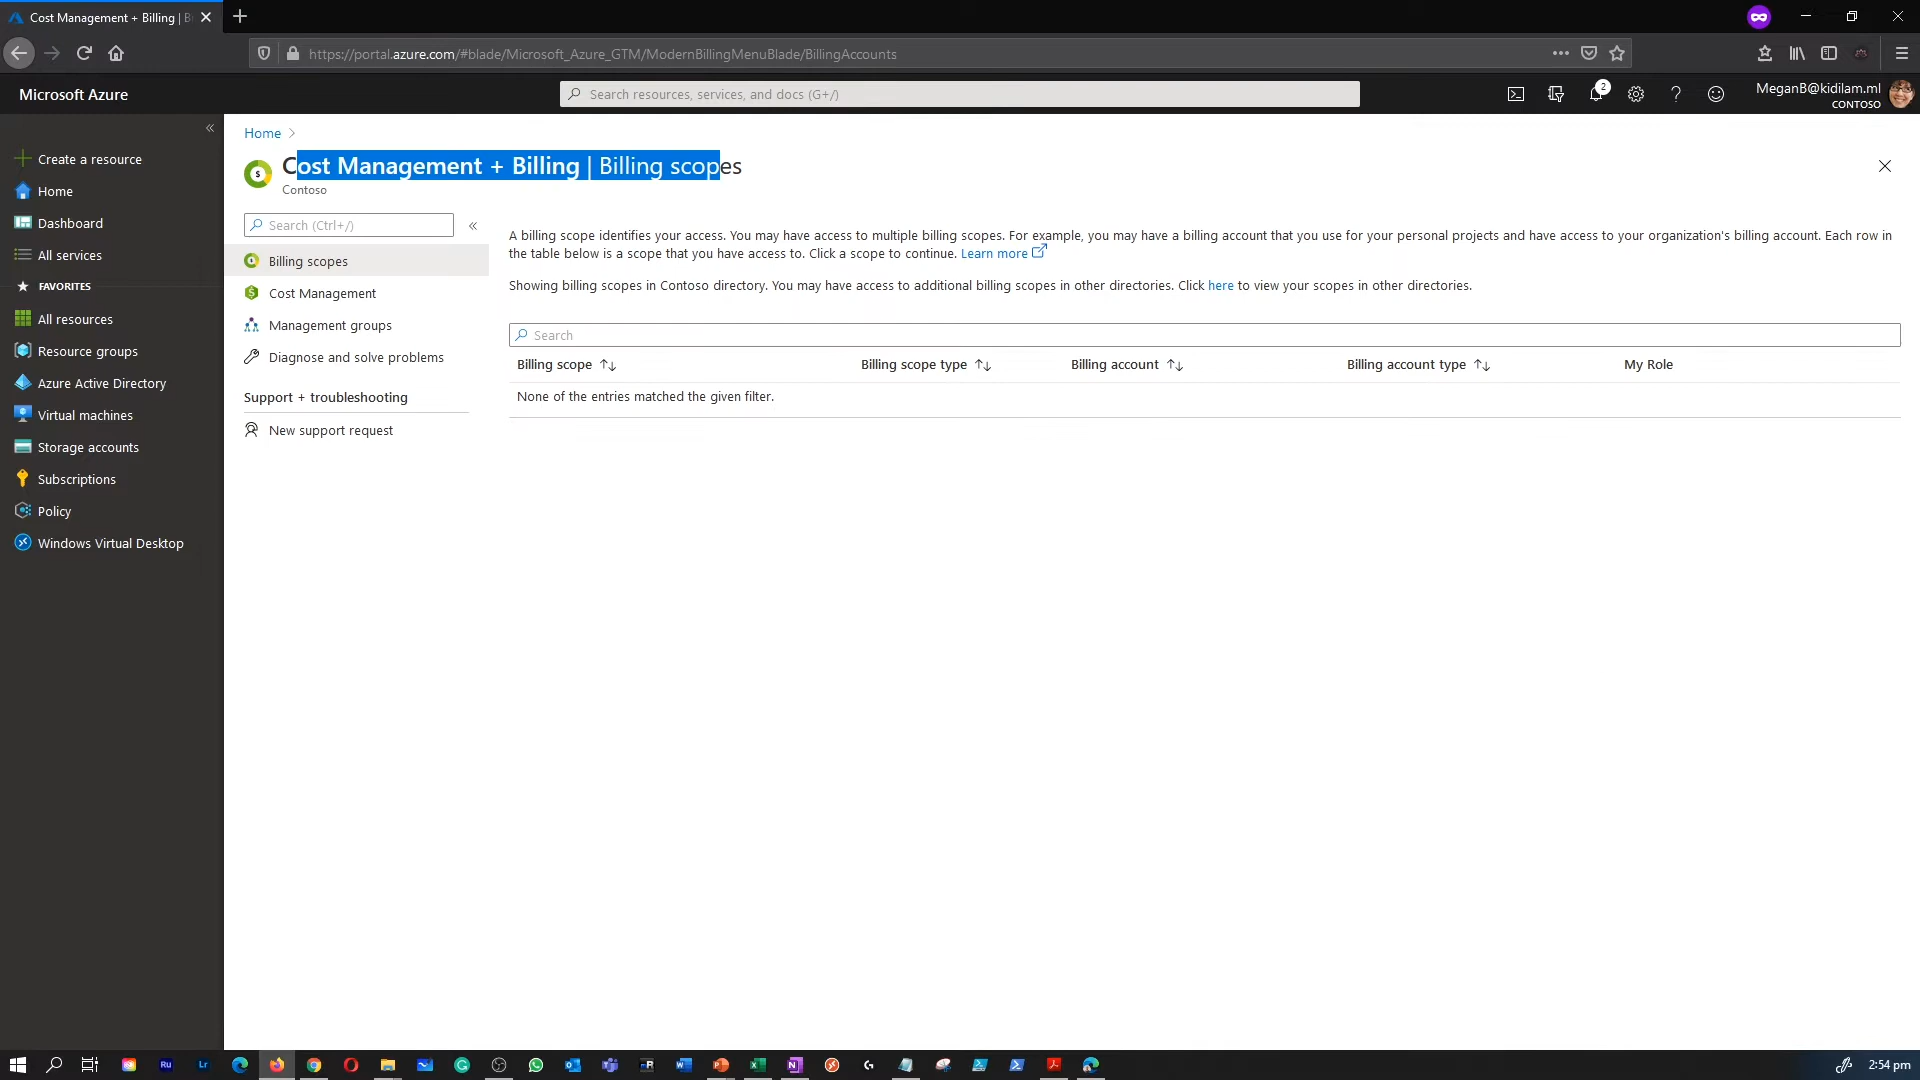 Cost Management + Billing | B
https://portal.azure.com/#blade/Microsoft_Azure_GTM/ModernBillingMenuBlade/BillingAccounts
Microsoft Azure
Search resources, services, and docs (G+/)
2
MeganB@kidilam.ml
CONTOSO
Create a resource
Home
Dashboard
All services
FAVORITES
All resources
Resource groups
Azure Active Directory
Virtual machines
Storage accounts
Subscriptions
Policy
Windows Virtual Desktop
Home
Cost Management + Billing | Billing scopes
Contoso
Search (Ctrl+/)
Billing scopes
Cost Management
Management groups
Diagnose and solve problems
Support + troubleshooting
New support request
A billing scope identifies your access. You may have access to multiple billing scopes. For example, you may have a billing account that you use for your personal projects and have access to your organization's billing account. Each row in
the table below is a scope that you have access to. Click a scope to continue. Learn more
Showing billing scopes in Contoso directory. You may have access to additional billing scopes in other directories. Click here to view your scopes in other directories.
Search
Billing scope Billing scope type Billing account Billing account type My Role
None of the entries matched the given filter.
Ru
Lr
2:54 pm